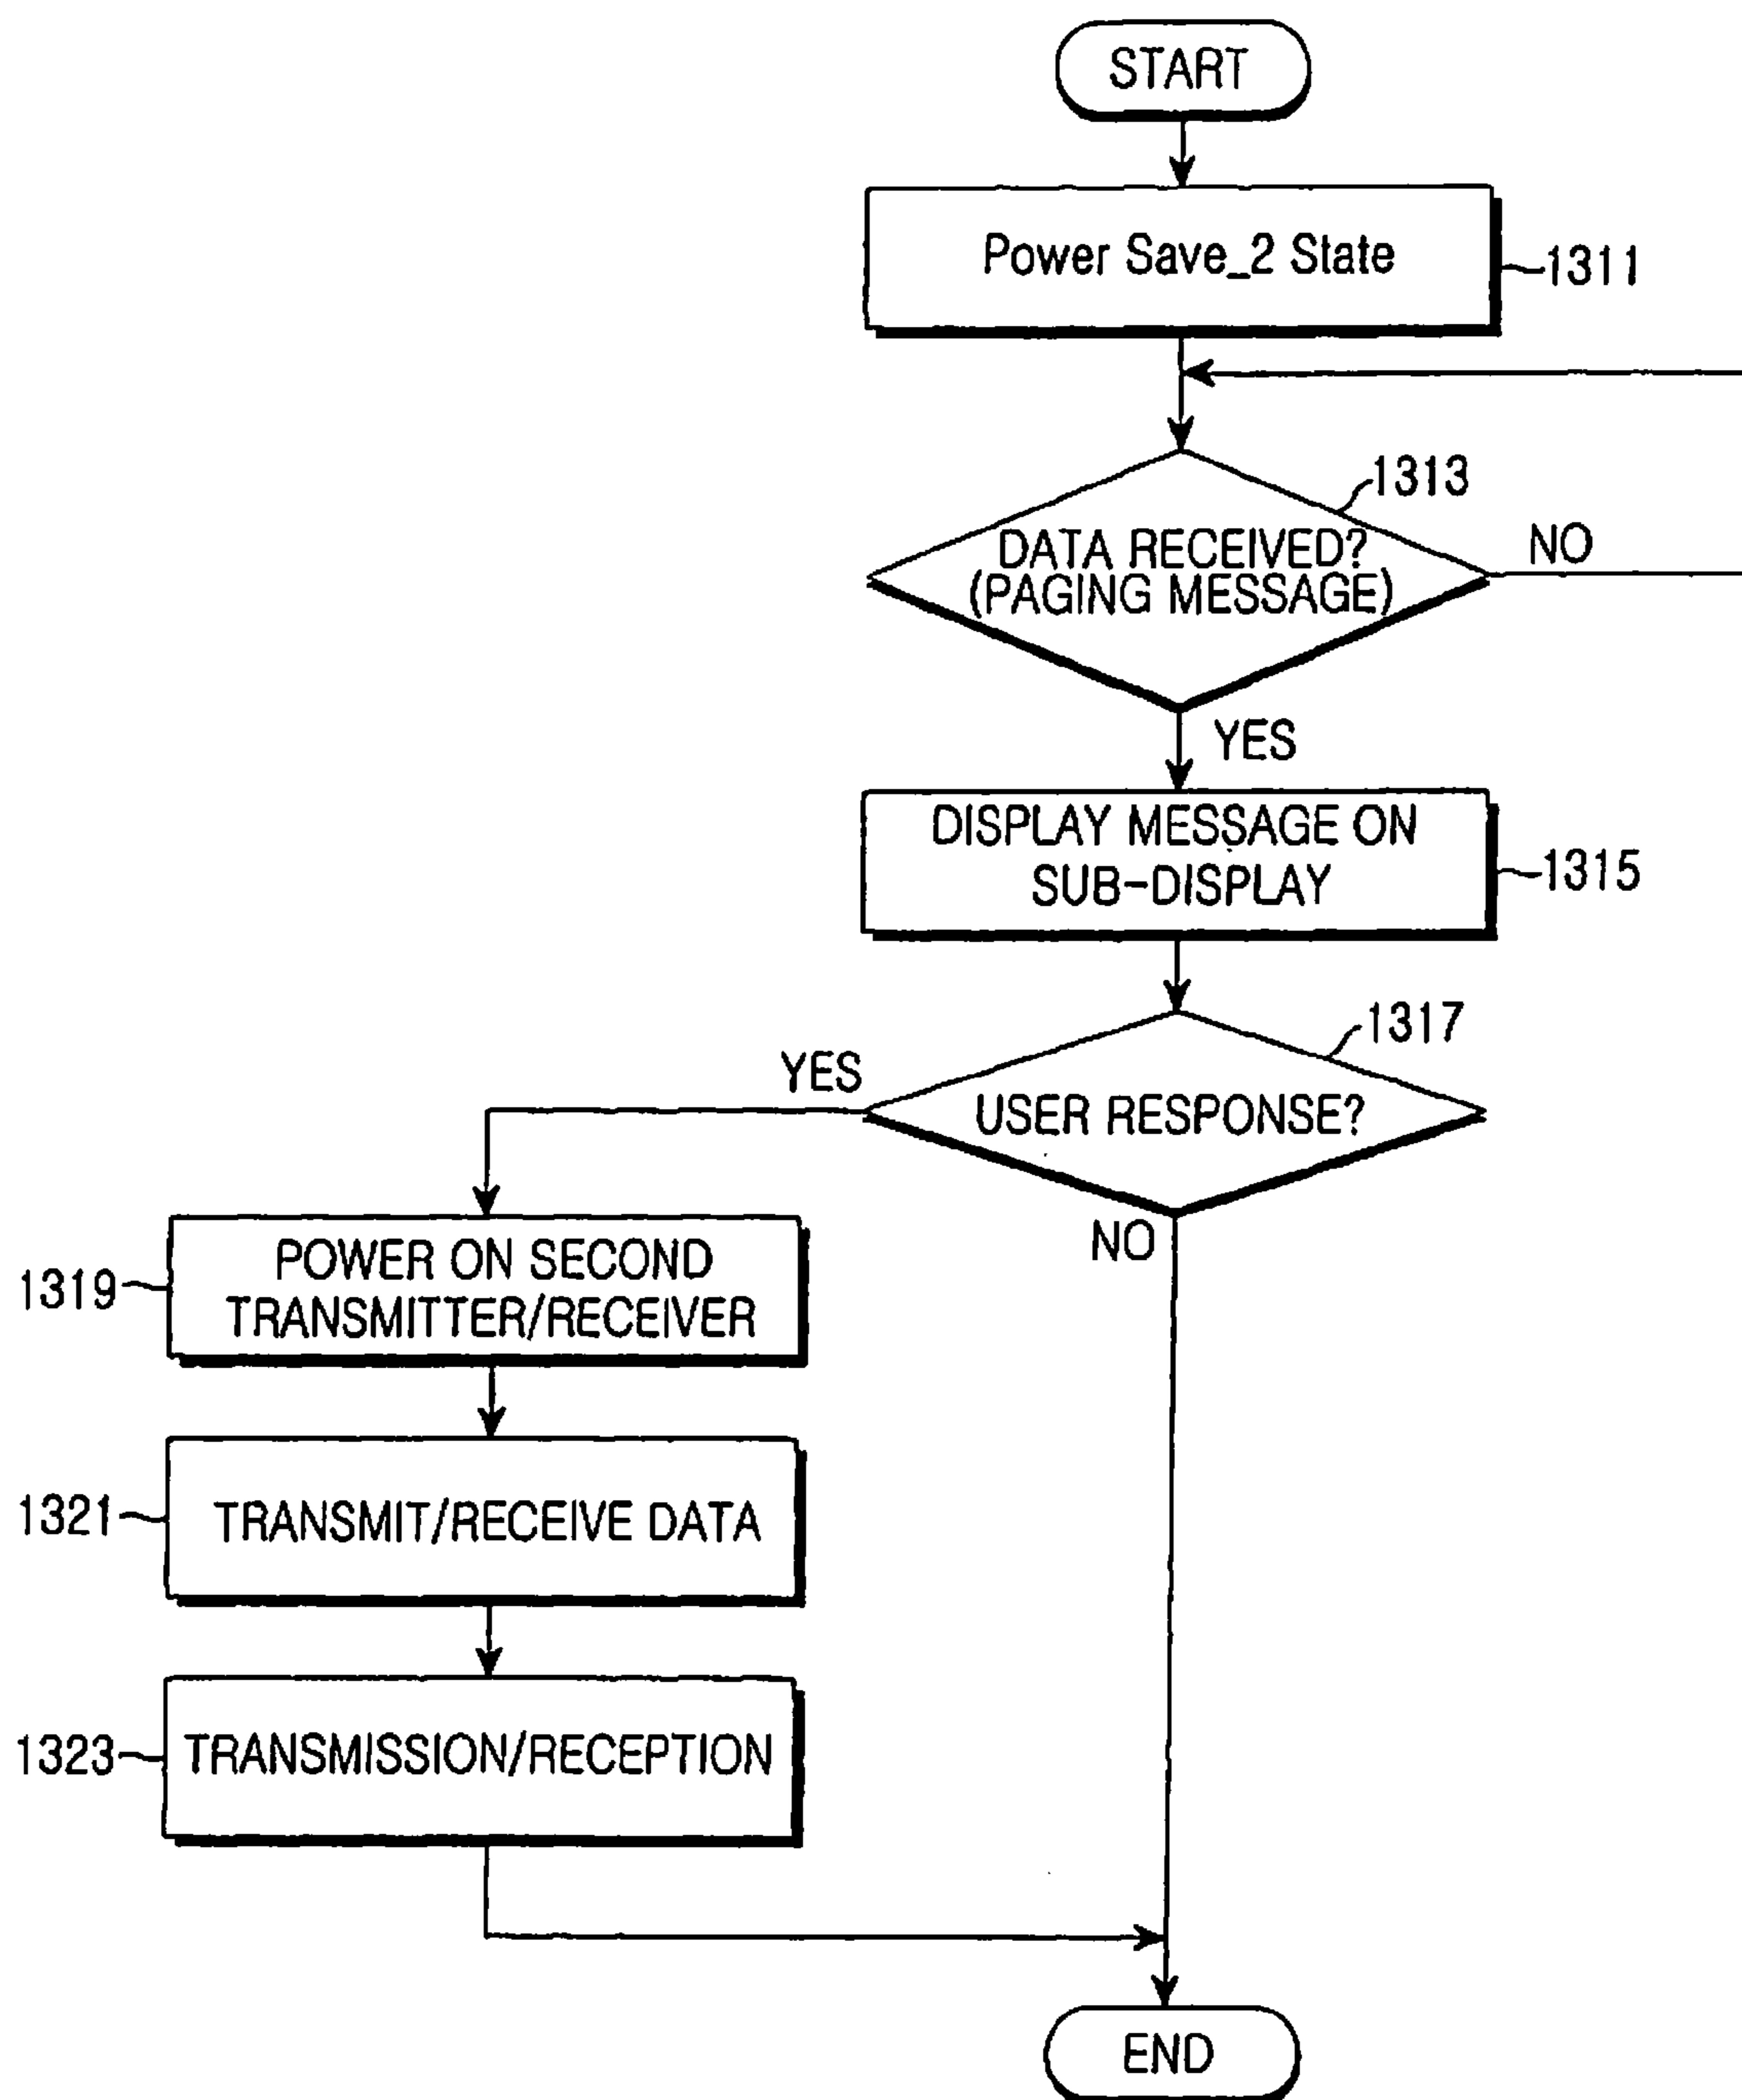 START
Power Save_2 State
1311
1313
DATA RECEIVED?
(PAGING MESSAGE)
NO
YES
DISPLAY MESSAGE ON
SUB-DISPLAY
1315
1317
YES
USER RESPONSE?
NO
POWER ON SECOND
TRANSMITTER/RECEIVER
1319
TRANSMIT/RECEIVE DATA
1321
TRANSMISSION/RECEPTION
1323
END